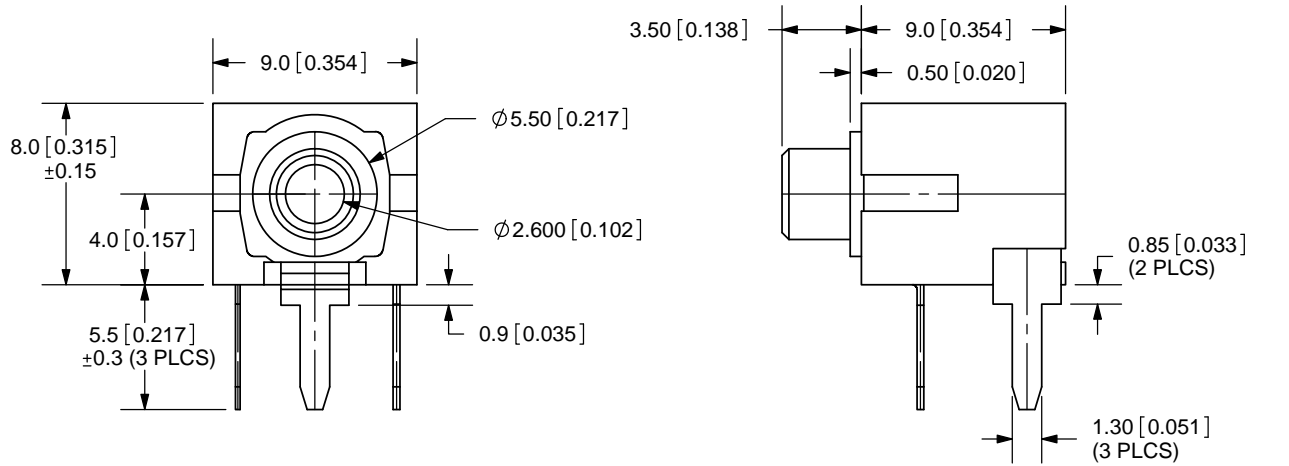 9.0 [0.354]
8.0 [0.315]
±0.15
4.0 [0.157]
5.5 [0.217]
±0.3 (3 PLCS)
Ø5.50 [0.217]
Ø2.600 [0.102]
0.9 [0.035]
3.50 [0.138]
9.0 [0.354]
0.50 [0.020]
0.85 [0.033]
(2 PLCS)
1.30 [0.051]
(3 PLCS)